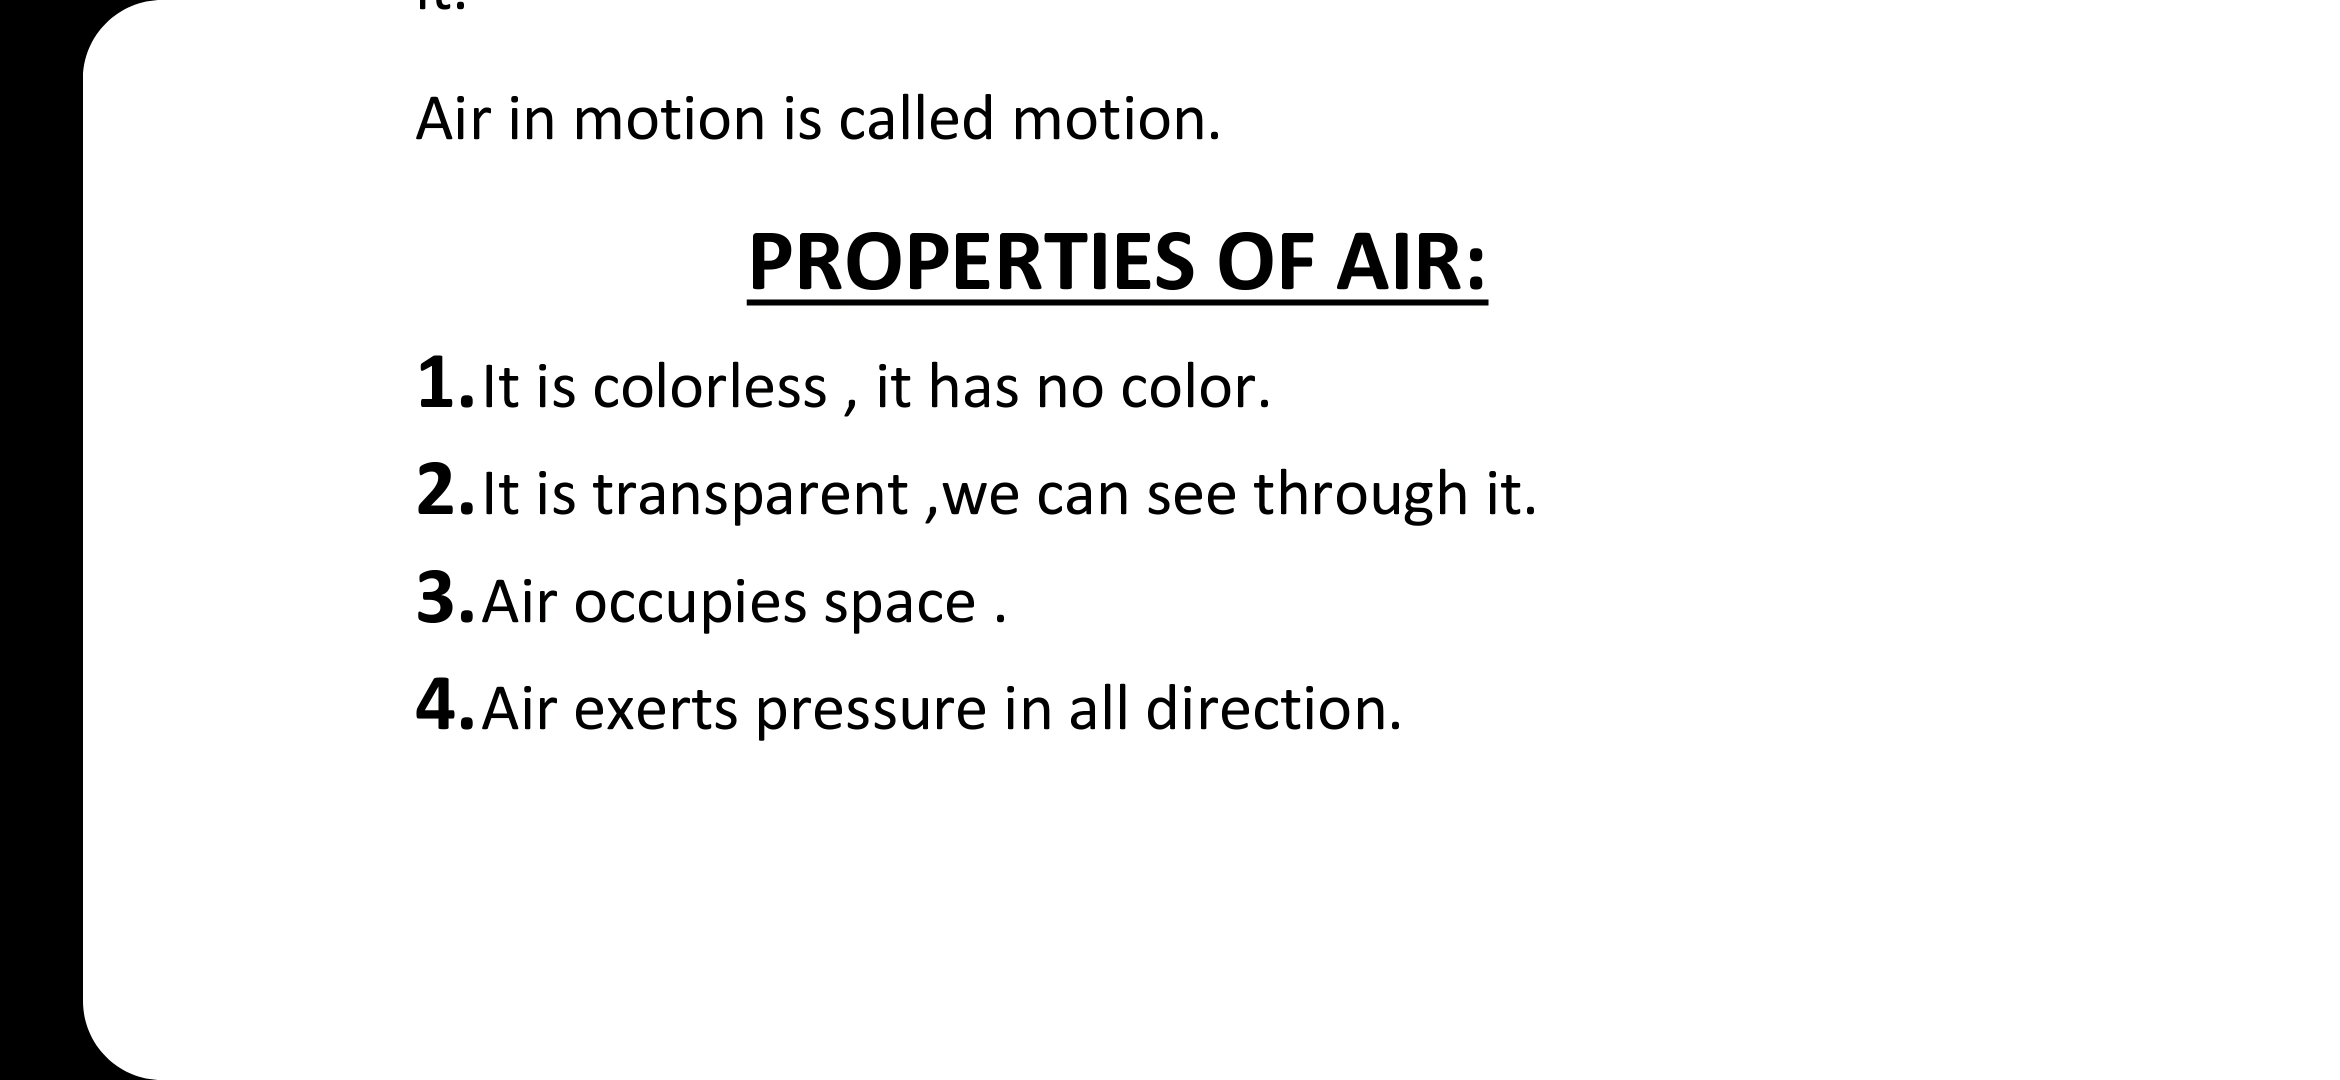 it.
Air in motion is called motion.
PROPERTIES OF AIR:
1.It is colorless , it has no color.
2.It is transparent ,we can see through it.
3.Air occupies space .
4.Air exerts pressure in all direction.